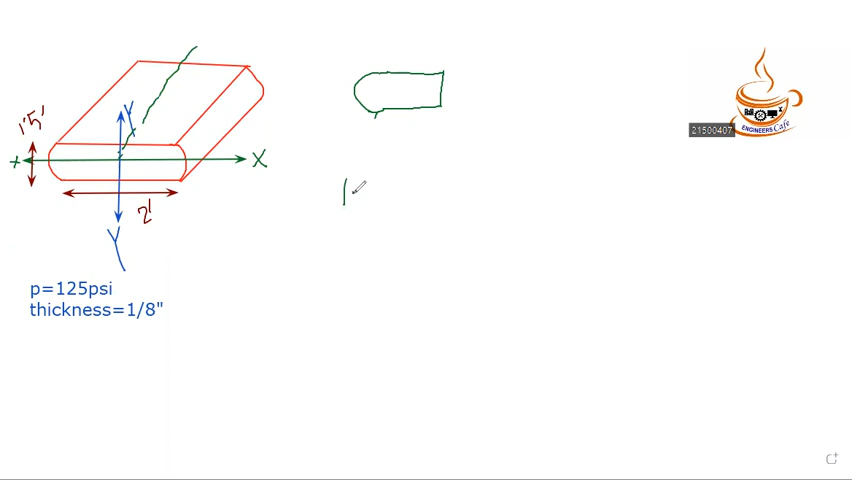 1.5'
Y
x
X
2'
Y
p=125psi
thickness=1/8"
21500407
ENGINEERS Cafe